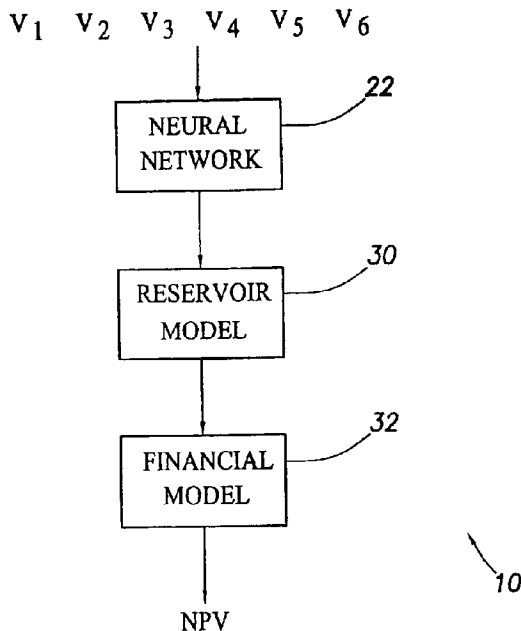 V1 V2 V3 V4 V5 V6
22
NEURAL
NETWORK
30
RESERVOIR
MODEL
32
FINANCIAL
MODEL
10
NPV